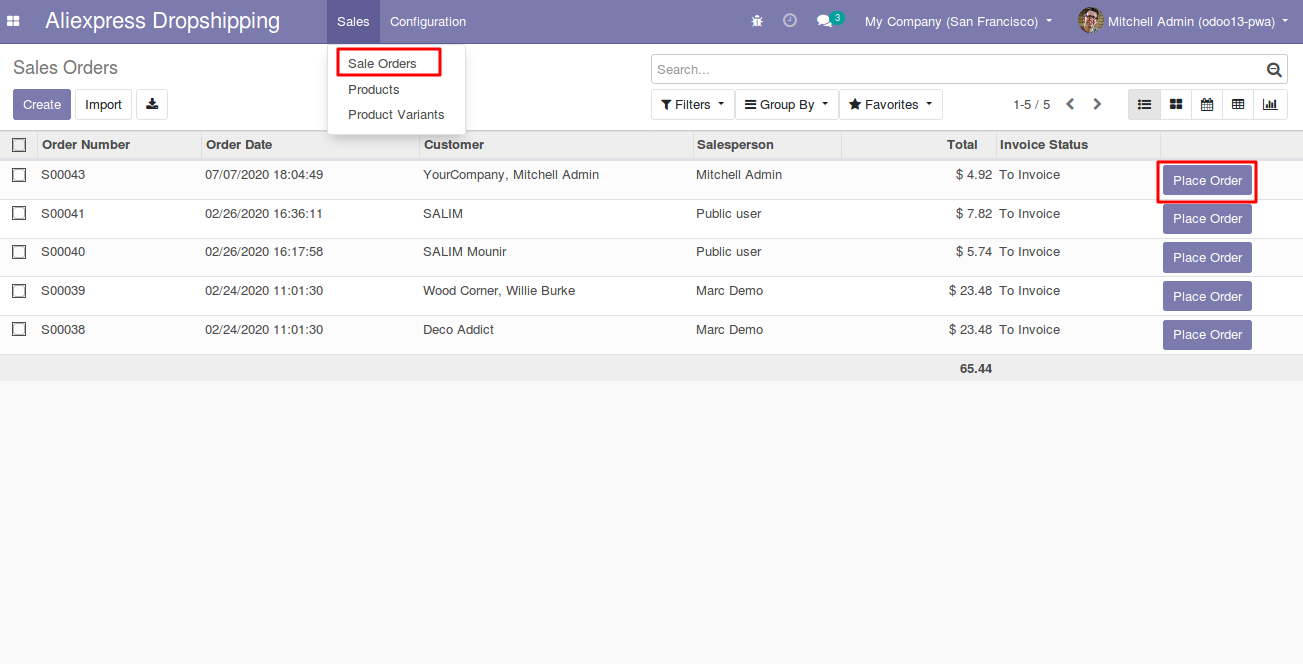 Aliexpress Dropshipping Sales Configuration 3 My Company (San Francisco) Mitchell Admin (odoo13-pwa)
Sales Orders
Sale Orders
Products
Product Variants
Search...
Create Import Filters Group By Favorites 1-5 / 5
Order Number Order Date Customer Salesperson Total Invoice Status
S00043 07/07/2020 18:04:49 YourCompany, Mitchell Admin Mitchell Admin $ 4.92 To Invoice Place Order
S00041 02/26/2020 16:36:11 SALIM Public user $ 7.82 To Invoice Place Order
S00040 02/26/2020 16:17:58 SALIM Mounir Public user $ 5.74 To Invoice Place Order
S00039 02/24/2020 11:01:30 Wood Corner, Willie Burke Marc Demo $ 23.48 To Invoice Place Order
S00038 02/24/2020 11:01:30 Deco Addict Marc Demo $ 23.48 To Invoice Place Order
65.44